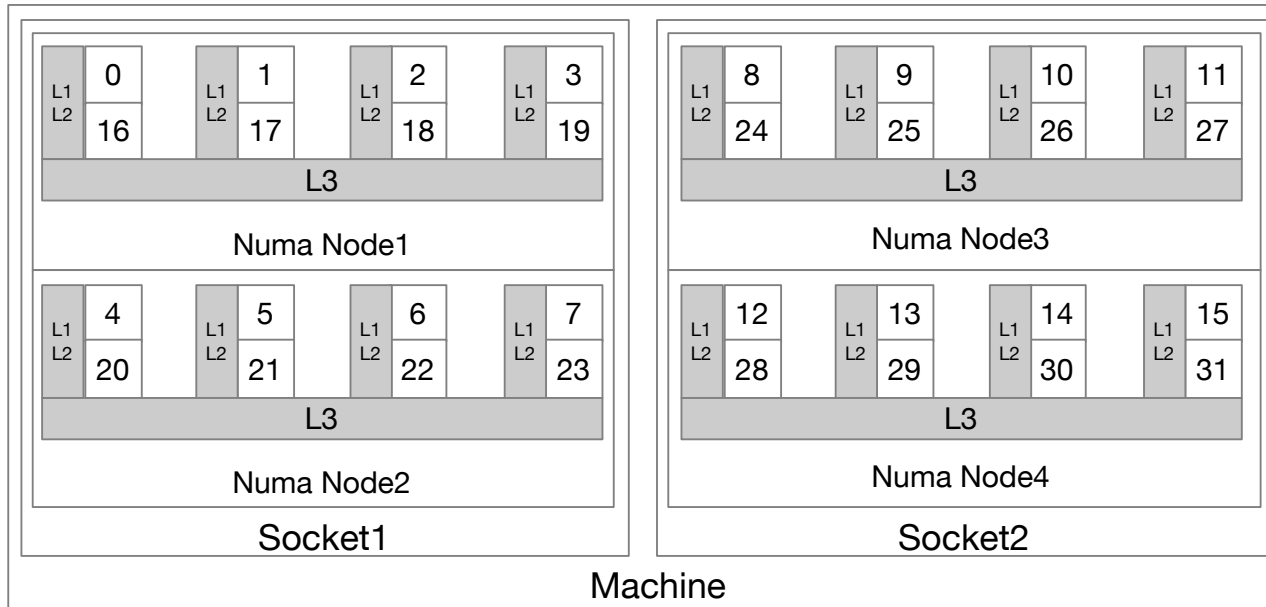 0 1 2 3
L1 L1 L1 L1
L2 L2 L2 L2
16 17 18 19
L3
Numa Node1
4 5 6 7
L1 L1 L1 L1
L2 L2 L2 L2
20 21 22 23
L3
Numa Node2
Socket1
8 9 10 11
L1 L1 L1 L1
L2 L2 L2 L2
24 25 26 27
L3
Numa Node3
12 13 14 15
L1 L1 L1 L1
L2 L2 L2 L2
28 29 30 31
L3
Numa Node4
Socket2
Machine